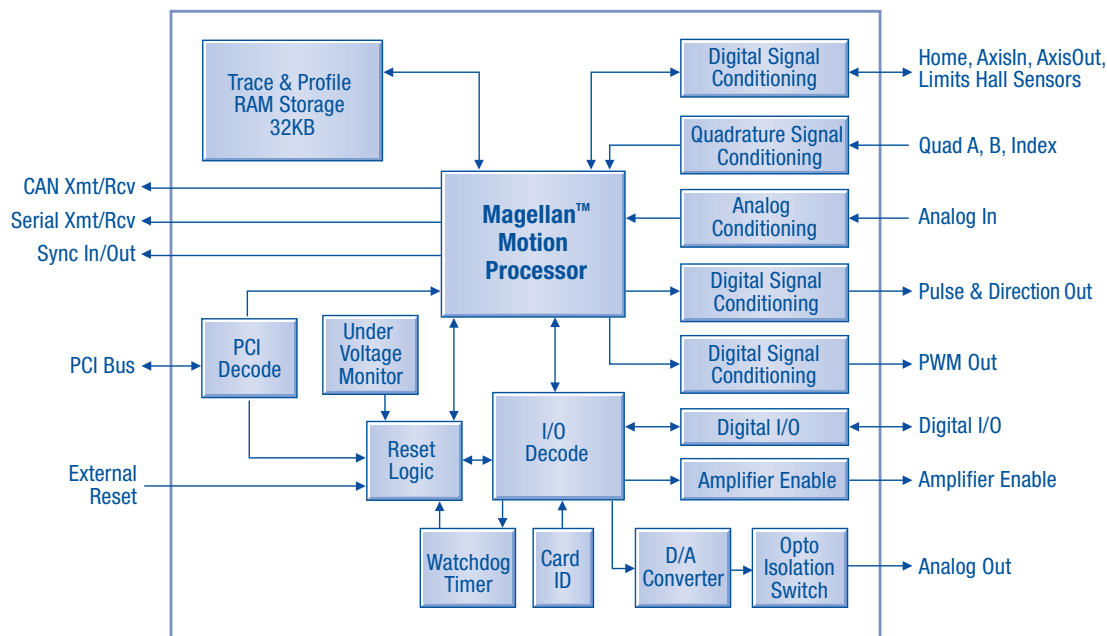 Trace & Profile
RAM Storage
32KB
Digital Signal
Conditioning
Home, AxisIn, AxisOut,
Limits Hall Sensors
Quadrature Signal
Conditioning
Quad A, B, Index
CAN Xmt/Rcv
Serial Xmt/Rcv
Sync In/Out
Magellan™
Motion
Processor
Analog
Conditioning
Analog In
Digital Signal
Conditioning
Pulse & Direction Out
PCI Bus
PCI
Decode
Under
Voltage
Monitor
Digital Signal
Conditioning
PWM Out
External
Reset
Reset
Logic
I/O
Decode
Digital I/O
Digital I/O
Amplifier Enable
Amplifier Enable
Watchdog
Timer
Card
ID
D/A
Converter
Opto
Isolation
Switch
Analog Out